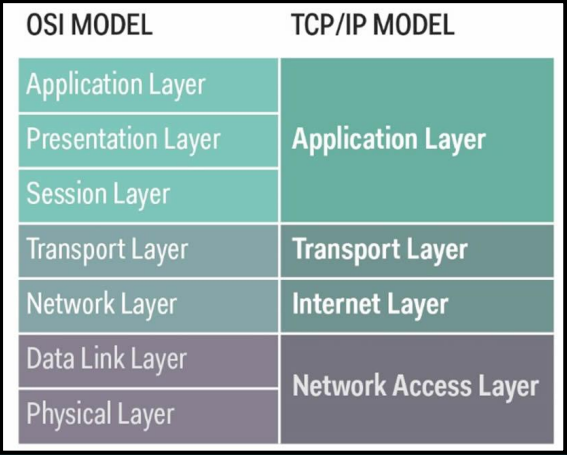 OSI MODEL
TCP/IP MODEL
Application Layer
Presentation Layer
Session Layer
Transport Layer
Network Layer
Data Link Layer
Physical Layer
Application Layer
Transport Layer
Internet Layer
Network Access Layer